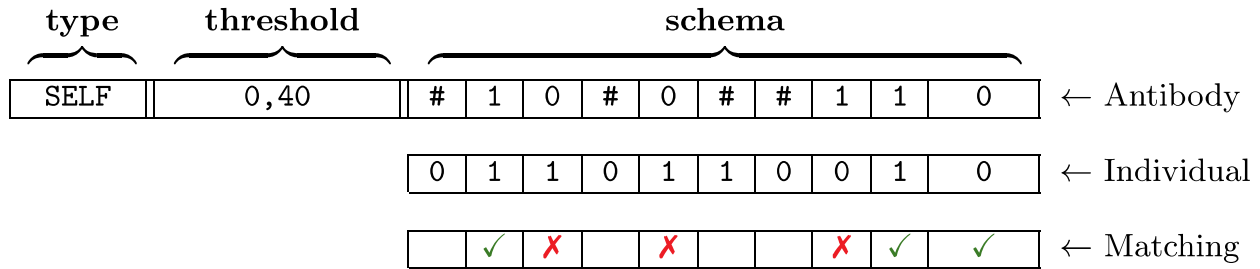 type threshold schema
SELF 0,40 # 1 0 # 0 # # 1 1 0 ← Antibody
0 1 1 0 1 1 0 0 1 0 ← Individual
✓ ✗ ✗ ✗ ✓ ✓ ← Matching